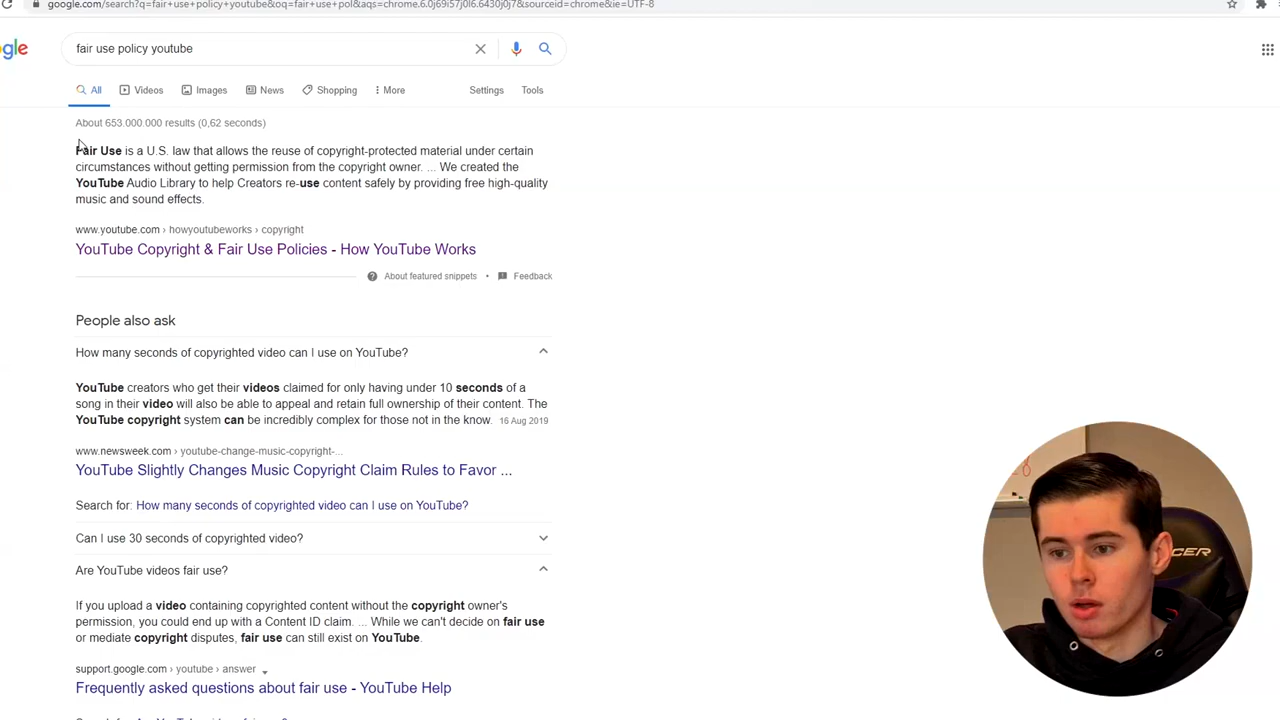 google.com/search?q=fair+use+policy+youtube&oq=fair+use+pol&aqs=chrome.6.0j69i57j0l6.6430j0j7&sourceid=chrome&ie=UTF-8
gle
fair use policy youtube
All Videos Images News Shopping More Settings Tools
About 653.000.000 results (0,62 seconds)
Fair Use is a U.S. law that allows the reuse of copyright-protected material under certain
circumstances without getting permission from the copyright owner. ... We created the
YouTube Audio Library to help Creators re-use content safely by providing free high-quality
music and sound effects.
www.youtube.com › howyoutubeworks › copyright
YouTube Copyright & Fair Use Policies - How YouTube Works
About featured snippets • Feedback
People also ask
How many seconds of copyrighted video can I use on YouTube?
YouTube creators who get their videos claimed for only having under 10 seconds of a
song in their video will also be able to appeal and retain full ownership of their content. The
YouTube copyright system can be incredibly complex for those not in the know. 16 Aug 2019
www.newsweek.com › youtube-change-music-copyright-...
YouTube Slightly Changes Music Copyright Claim Rules to Favor ...
Search for: How many seconds of copyrighted video can I use on YouTube?
Can I use 30 seconds of copyrighted video?
Are YouTube videos fair use?
If you upload a video containing copyrighted content without the copyright owner's
permission, you could end up with a Content ID claim. ... While we can't decide on fair use
or mediate copyright disputes, fair use can still exist on YouTube.
support.google.com › youtube › answer
Frequently asked questions about fair use - YouTube Help